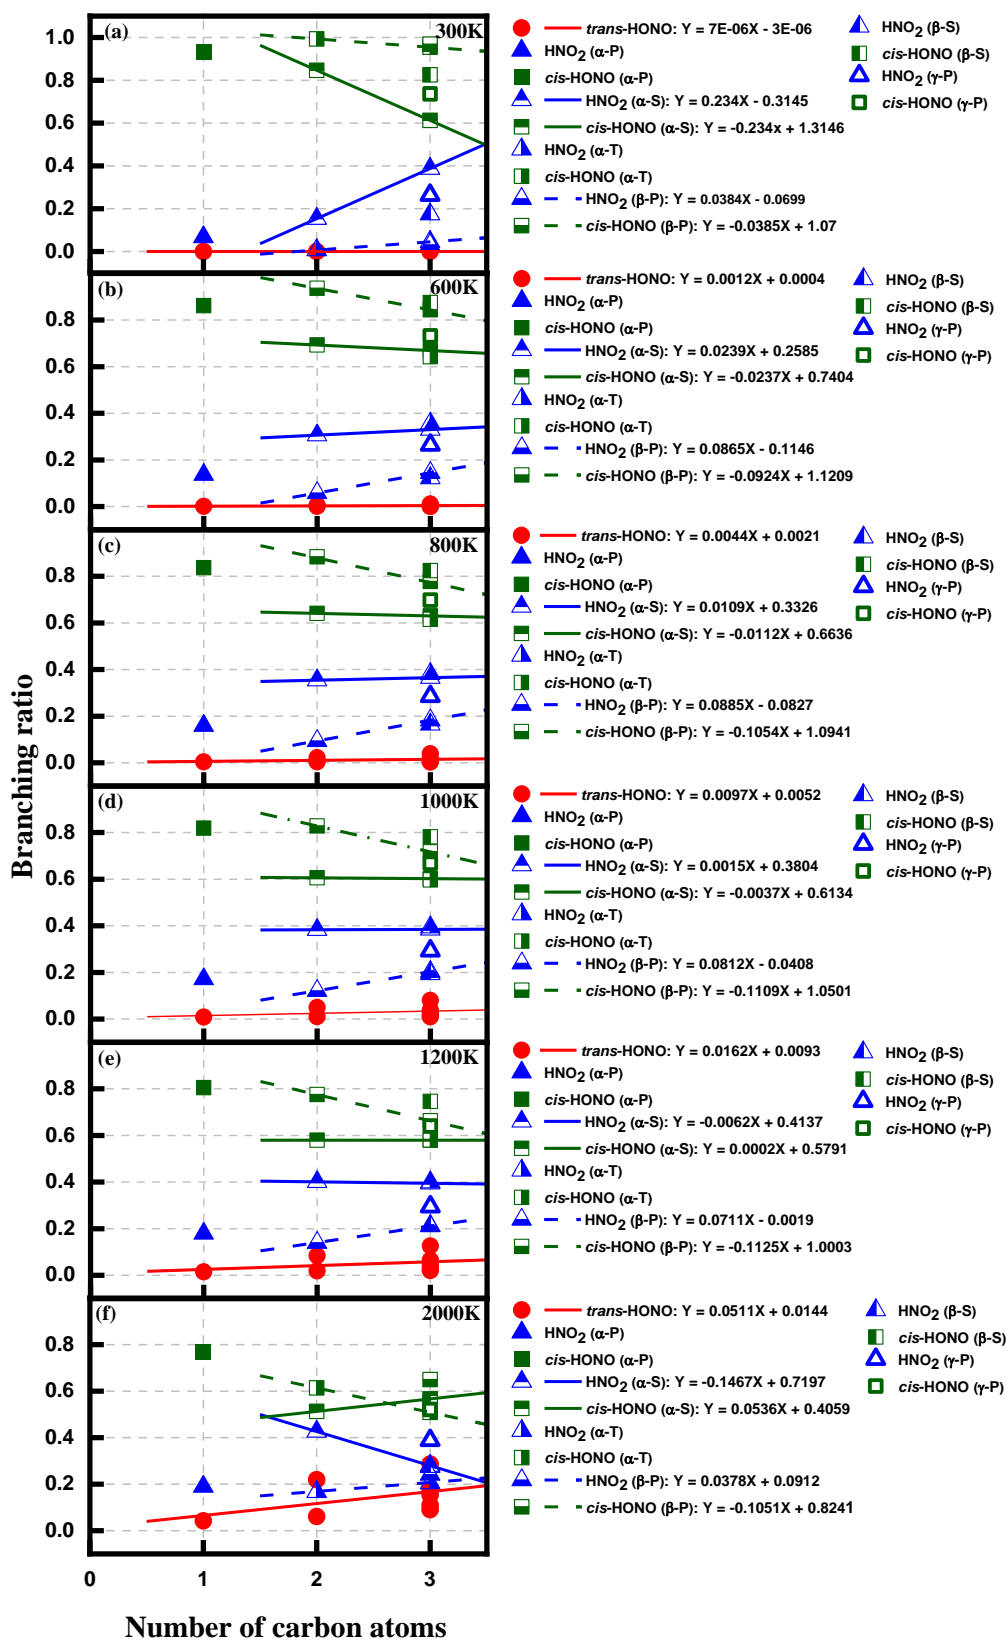 Branching ratio
(a)
300K
1.0
0.8
0.6
0.4
0.2
0.0
trans-HONO: Y = 7E-06X - 3E-06
HNO2 (α-P)
cis-HONO (α-P)
HNO2 (α-S): Y = 0.234X - 0.3145
cis-HONO (α-S): Y = -0.234x + 1.3146
HNO2 (α-T)
cis-HONO (α-T)
HNO2 (β-P): Y = 0.0384X - 0.0699
cis-HONO (β-P): Y = -0.0385X + 1.07
HNO2 (β-S)
cis-HONO (β-S)
HNO2 (γ-P)
cis-HONO (γ-P)
(b)
600K
0.8
0.6
0.4
0.2
0.0
trans-HONO: Y = 0.0012X + 0.0004
HNO2 (α-P)
cis-HONO (α-P)
HNO2 (α-S): Y = 0.0239X + 0.2585
cis-HONO (α-S): Y = -0.0237X + 0.7404
HNO2 (α-T)
cis-HONO (α-T)
HNO2 (β-P): Y = 0.0865X - 0.1146
cis-HONO (β-P): Y = -0.0924X + 1.1209
HNO2 (β-S)
cis-HONO (β-S)
HNO2 (γ-P)
cis-HONO (γ-P)
(c)
800K
0.8
0.6
0.4
0.2
0.0
trans-HONO: Y = 0.0044X + 0.0021
HNO2 (α-P)
cis-HONO (α-P)
HNO2 (α-S): Y = 0.0109X + 0.3326
cis-HONO (α-S): Y = -0.0112X + 0.6636
HNO2 (α-T)
cis-HONO (α-T)
HNO2 (β-P): Y = 0.0885X - 0.0827
cis-HONO (β-P): Y = -0.1054X + 1.0941
HNO2 (β-S)
cis-HONO (β-S)
HNO2 (γ-P)
cis-HONO (γ-P)
(d)
1000K
0.8
0.6
0.4
0.2
0.0
trans-HONO: Y = 0.0097X + 0.0052
HNO2 (α-P)
cis-HONO (α-P)
HNO2 (α-S): Y = 0.0015X + 0.3804
cis-HONO (α-S): Y = -0.0037X + 0.6134
HNO2 (α-T)
cis-HONO (α-T)
HNO2 (β-P): Y = 0.0812X - 0.0408
cis-HONO (β-P): Y = -0.1109X + 1.0501
HNO2 (β-S)
cis-HONO (β-S)
HNO2 (γ-P)
cis-HONO (γ-P)
(e)
1200K
0.8
0.6
0.4
0.2
0.0
trans-HONO: Y = 0.0162X + 0.0093
HNO2 (α-P)
cis-HONO (α-P)
HNO2 (α-S): Y = -0.0062X + 0.4137
cis-HONO (α-S): Y = 0.0002X + 0.5791
HNO2 (α-T)
cis-HONO (α-T)
HNO2 (β-P): Y = 0.0711X - 0.0019
cis-HONO (β-P): Y = -0.1125X + 1.0003
HNO2 (β-S)
cis-HONO (β-S)
HNO2 (γ-P)
cis-HONO (γ-P)
(f)
2000K
0.8
0.6
0.4
0.2
0.0
trans-HONO: Y = 0.0511X + 0.0144
HNO2 (α-P)
cis-HONO (α-P)
HNO2 (α-S): Y = -0.1467X + 0.7197
cis-HONO (α-S): Y = 0.0536X + 0.4059
HNO2 (α-T)
cis-HONO (α-T)
HNO2 (β-P): Y = 0.0378X + 0.0912
cis-HONO (β-P): Y = -0.1051X + 0.8241
HNO2 (β-S)
cis-HONO (β-S)
HNO2 (γ-P)
cis-HONO (γ-P)
0 1 2 3
Number of carbon atoms